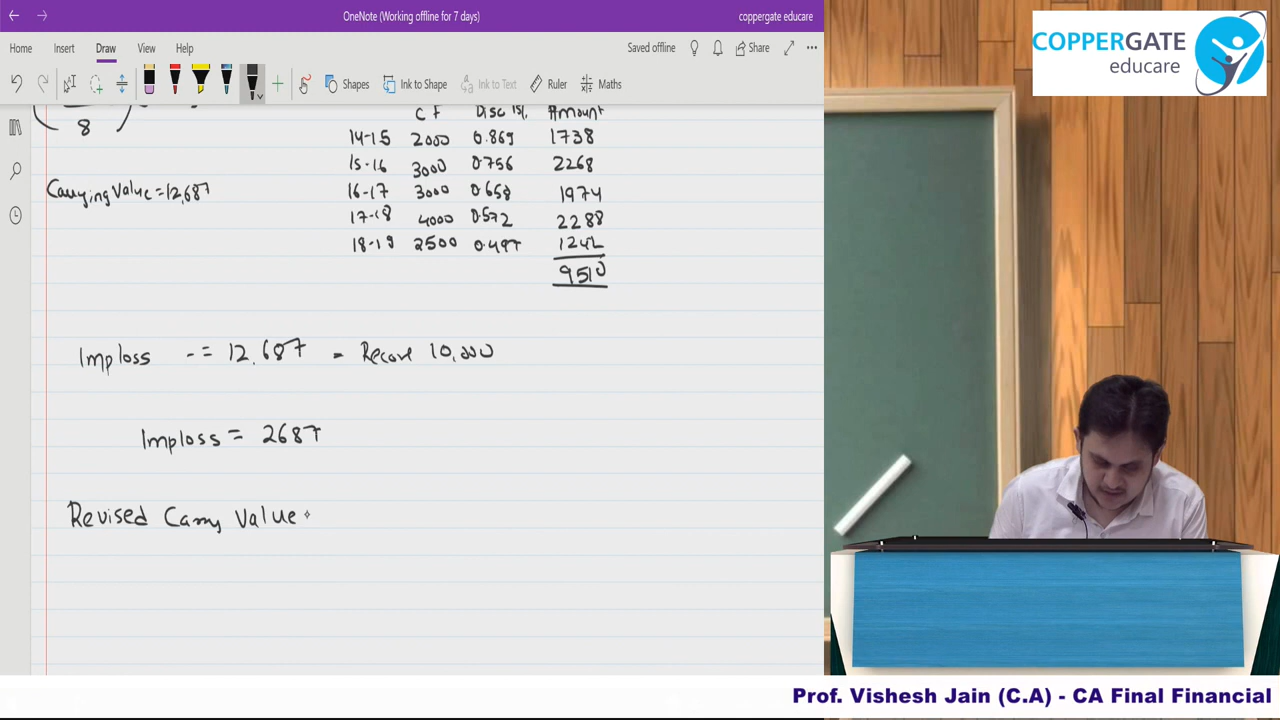 OneNote (Working offline for 7 days)
coppergate educare
Home Insert Draw View Help
Saved offline Share
Shapes Ink to Shape Ink to Text Ruler Maths
COPPERGATE
educare
8
CF Disc 15%. Amount
14-15 2000 0.869 1738
15-16 3000 0.756 2268
Carrying Value = 12,687
16-17 3000 0.658 1974
17-18 4000 0.572 2288
18-19 2500 0.497 1242
9510
Imploss -= 12,687 - Recove 10,000
Imploss = 2687
Revised Carry Value
Prof. Vishesh Jain (C.A) - CA Final Financial